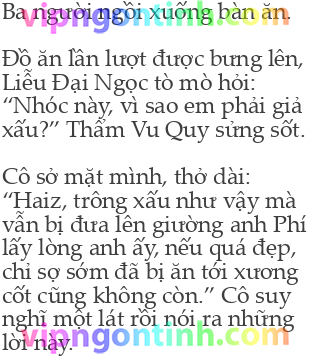 Ba người ngồi xuống bàn ăn.
vipngontinh.com
Đồ ăn lần lượt được bưng lên,
Liễu Đại Ngọc tò mò hỏi:
“Nhóc này, vì sao em phải giả
xấu?” Thẩm Vu Quy sửng sốt.
Cô sở mặt mình, thở dài:
“Haiz, trông xấu như vậy mà
vẫn bị đưa lên giường anh Phí
lấy lòng anh ấy, nếu quá đẹp,
chỉ sợ sớm đã bị ăn tới xương
cốt cũng không còn.” Cô suy
nghĩ một lát rồi nói ra những
lời này.
vipngontinh.com